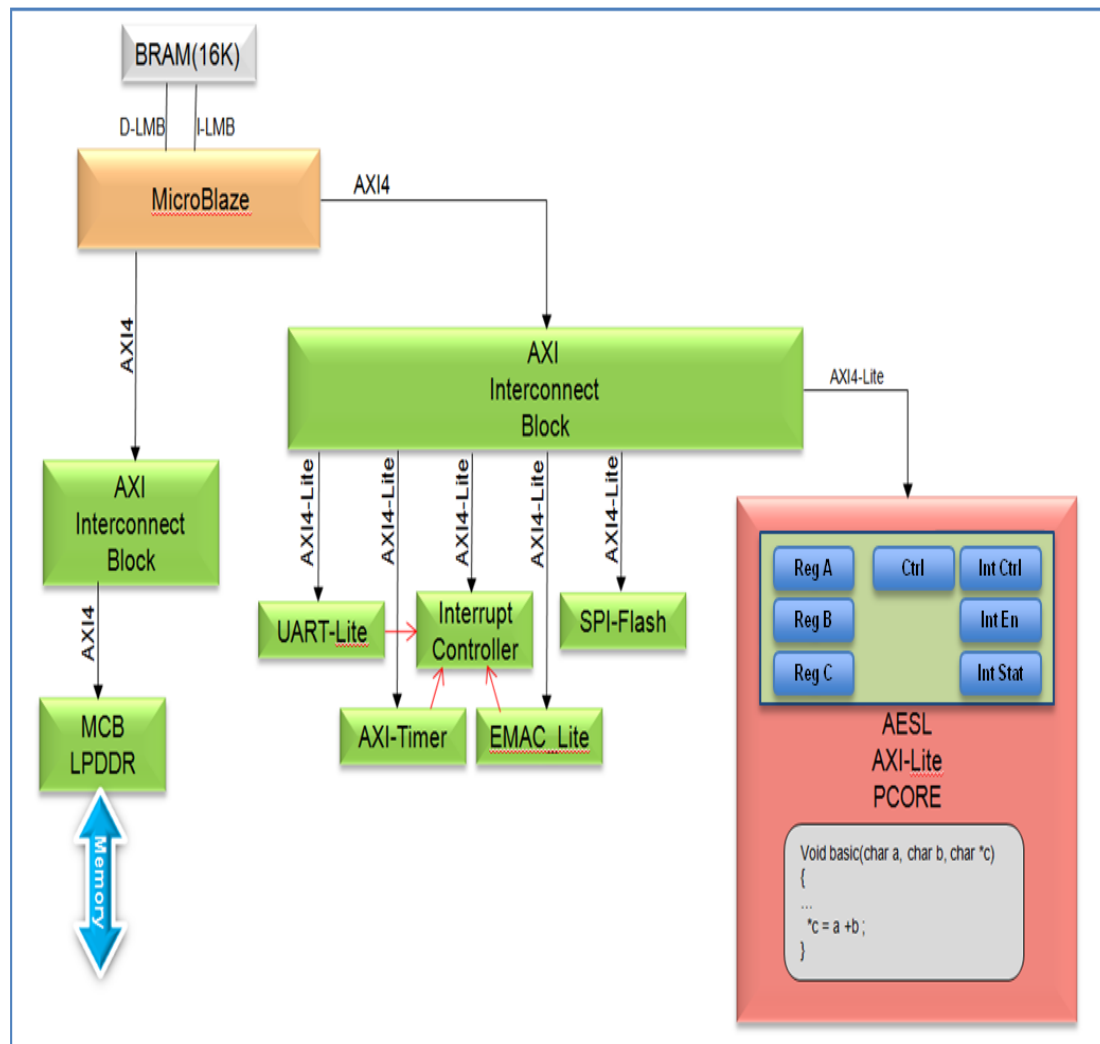 BRAM(16K)
D-LMB
I-LMB
MicroBlaze
AXI4
AXI4
AXI
Interconnect
Block
AXI4-Lite
AXI
Interconnect
Block
AXI4
MCB
LPDDR
Memory
AXI4-Lite
AXI4-Lite
AXI4-Lite
AXI4-Lite
AXI4-Lite
UART-Lite
Interrupt
Controller
SPI-Flash
AXI-Timer
EMAC_Lite
Reg A
Ctrl
Int Ctrl
Reg B
Int En
Reg C
Int Stat
AESL
AXI-Lite
PCORE
Void basic(char a, char b, char *c)
{
...
*c = a +b ;
}